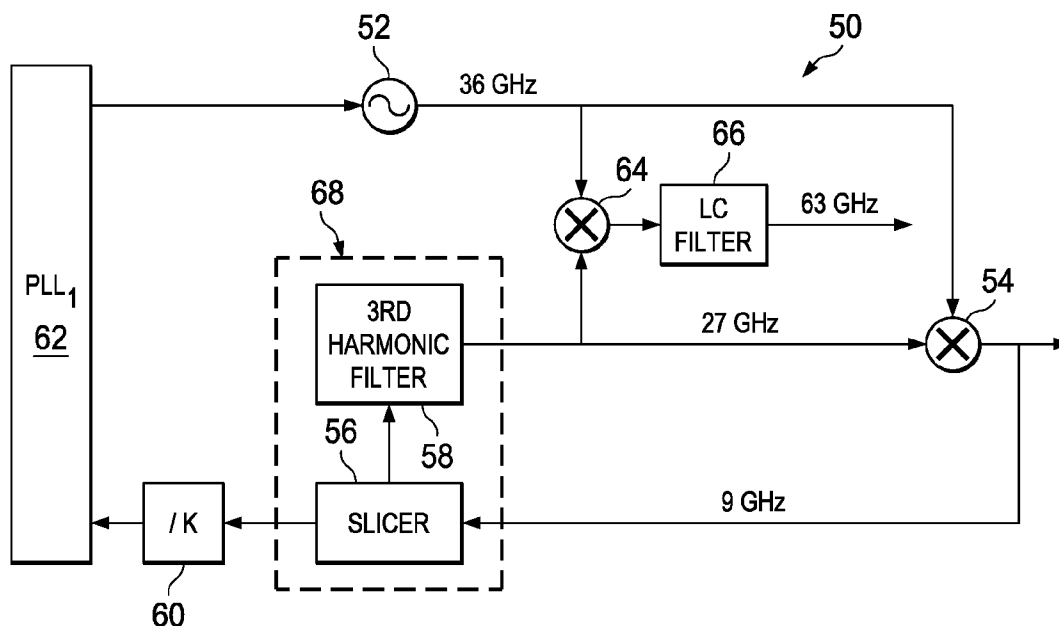 52
50
36 GHz
66
64
LC
FILTER
63 GHz
68
PLL1
62
3RD
HARMONIC
FILTER
27 GHz
54
56
58
/ K
SLICER
9 GHz
60